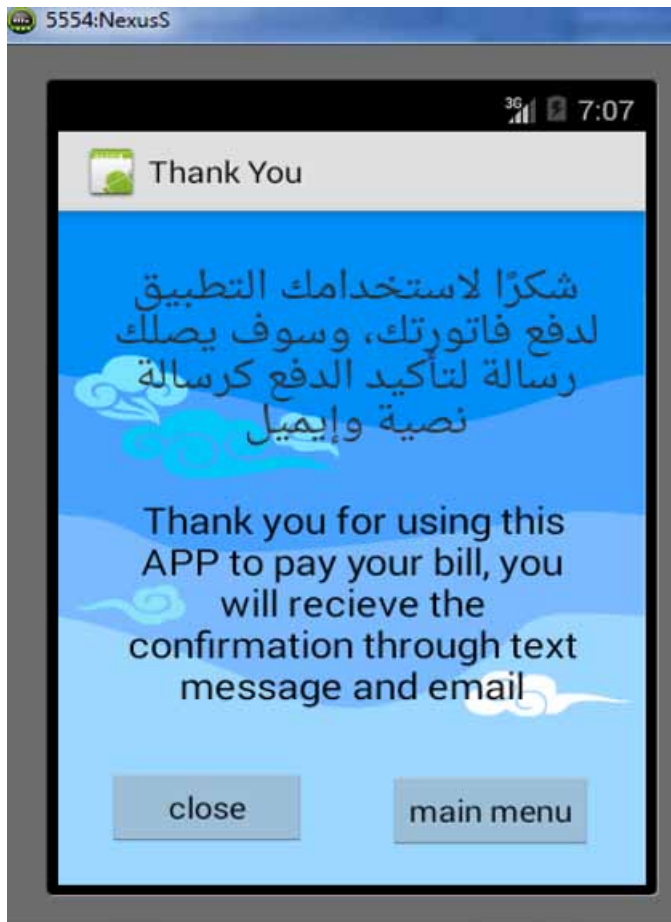 5554:NexusS
3G 7:07
Thank You
شكرًا لاستخدامك التطبيق
لدفع فاتورتك، وسوف يصلك
رسالة لتأكيد الدفع كرسالة
نصية وإيميل
Thank you for using this
APP to pay your bill, you
will recieve the
confirmation through text
message and email
close
main menu